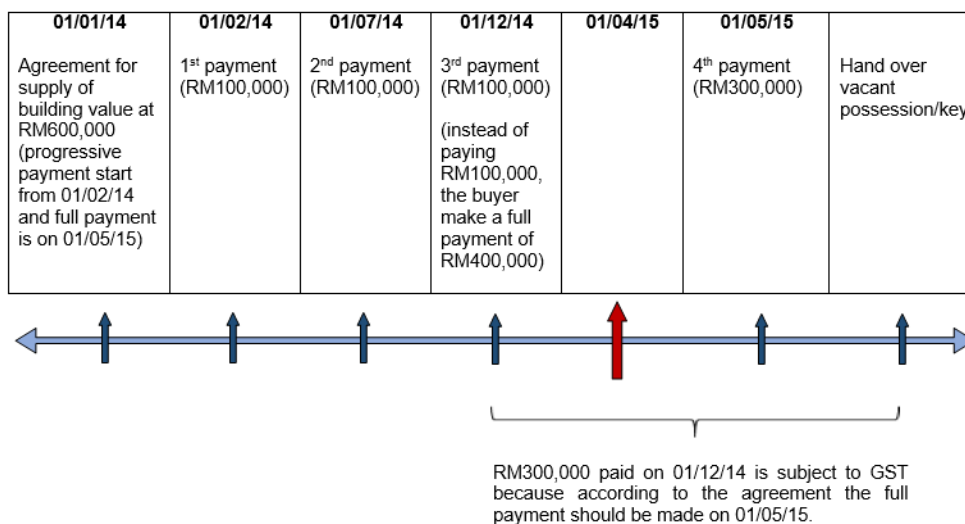 01/01/14
Agreement for
supply of
building value at
RM600,000
(progressive
payment start
from 01/02/14
and full payment
is on 01/05/15)
01/02/14
1st payment
(RM100,000)
01/07/14
2nd payment
(RM100,000)
01/12/14
3rd payment
(RM100,000)
(instead of
paying
RM100,000,
the buyer
make a full
payment of
RM400,000)
01/04/15
01/05/15
4th payment
(RM300,000)
Hand over
vacant
possession/key
RM300,000 paid on 01/12/14 is subject to GST
because according to the agreement the full
payment should be made on 01/05/15.